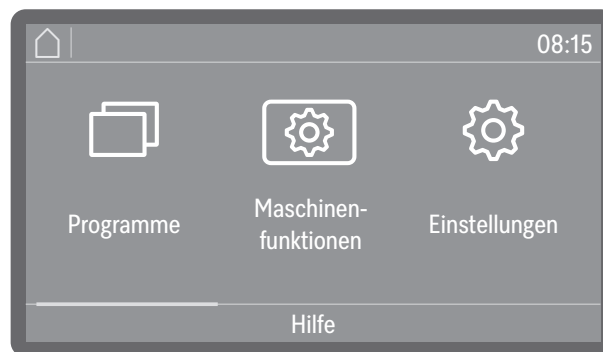 08:15
Programme
Maschinen-
funktionen
Einstellungen
Hilfe